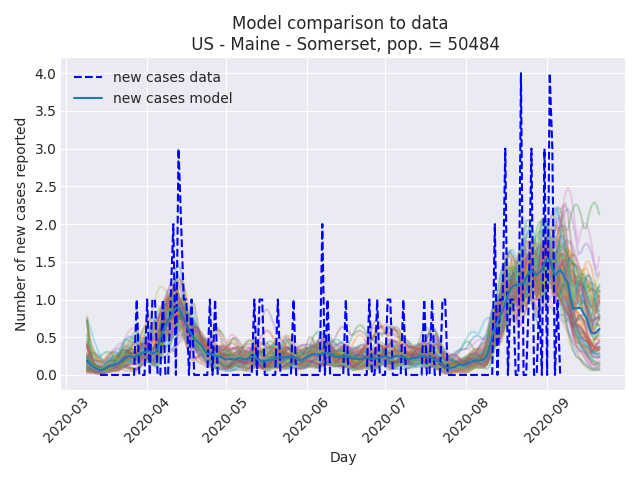 Model comparison to data
US - Maine - Somerset, pop. = 50484
new cases data
new cases model
Number of new cases reported
4.0
3.5
3.0
2.5
2.0
1.5
1.0
0.5
0.0
2020-03
2020-04
2020-05
2020-06
2020-07
2020-08
2020-09
Day